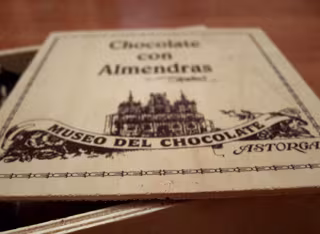 Chocolate
con
Almendras
MUSEO DEL CHOCOLATE
ASTORGA